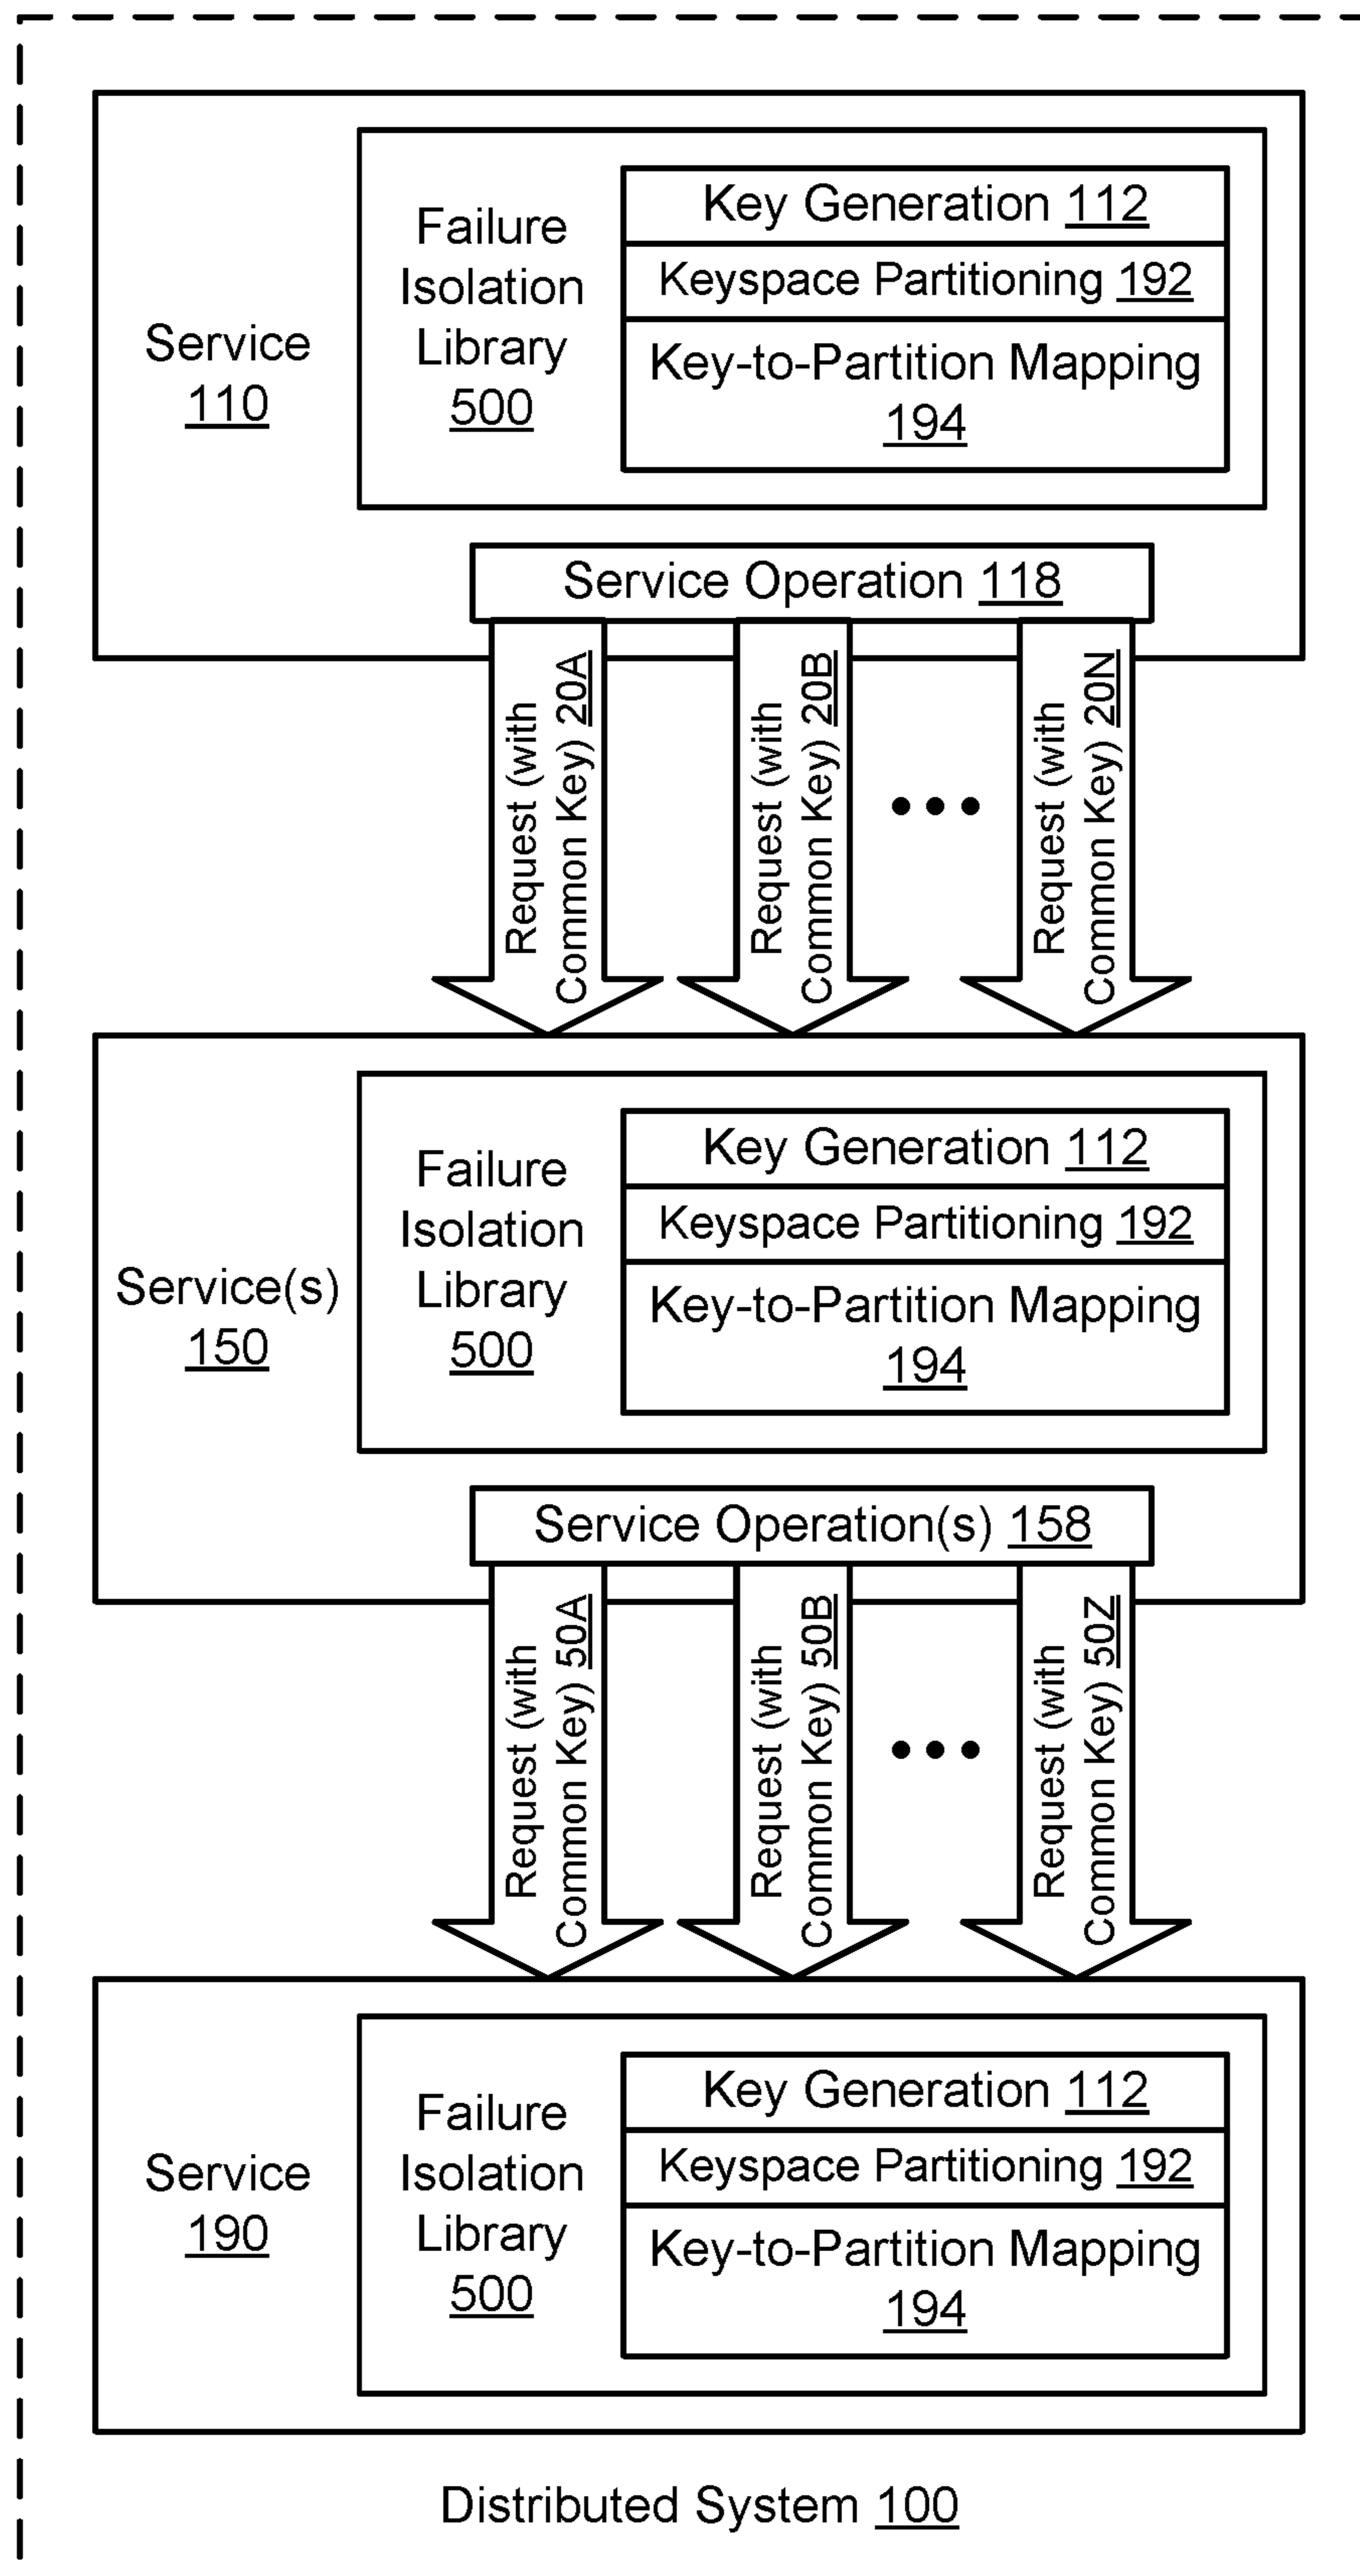 Service
110
Failure
Isolation
Library
500
Key Generation 112
Keyspace Partitioning 192
Key-to-Partition Mapping
194
Service Operation 118
Request (with
Common Key) 20A
Request (with
Common Key) 20B
Request (with
Common Key) 20N
Service(s)
150
Failure
Isolation
Library
500
Key Generation 112
Keyspace Partitioning 192
Key-to-Partition Mapping
194
Service Operation(s) 158
Request (with
Common Key) 50A
Request (with
Common Key) 50B
Request (with
Common Key) 50Z
Service
190
Failure
Isolation
Library
500
Key Generation 112
Keyspace Partitioning 192
Key-to-Partition Mapping
194
Distributed System 100